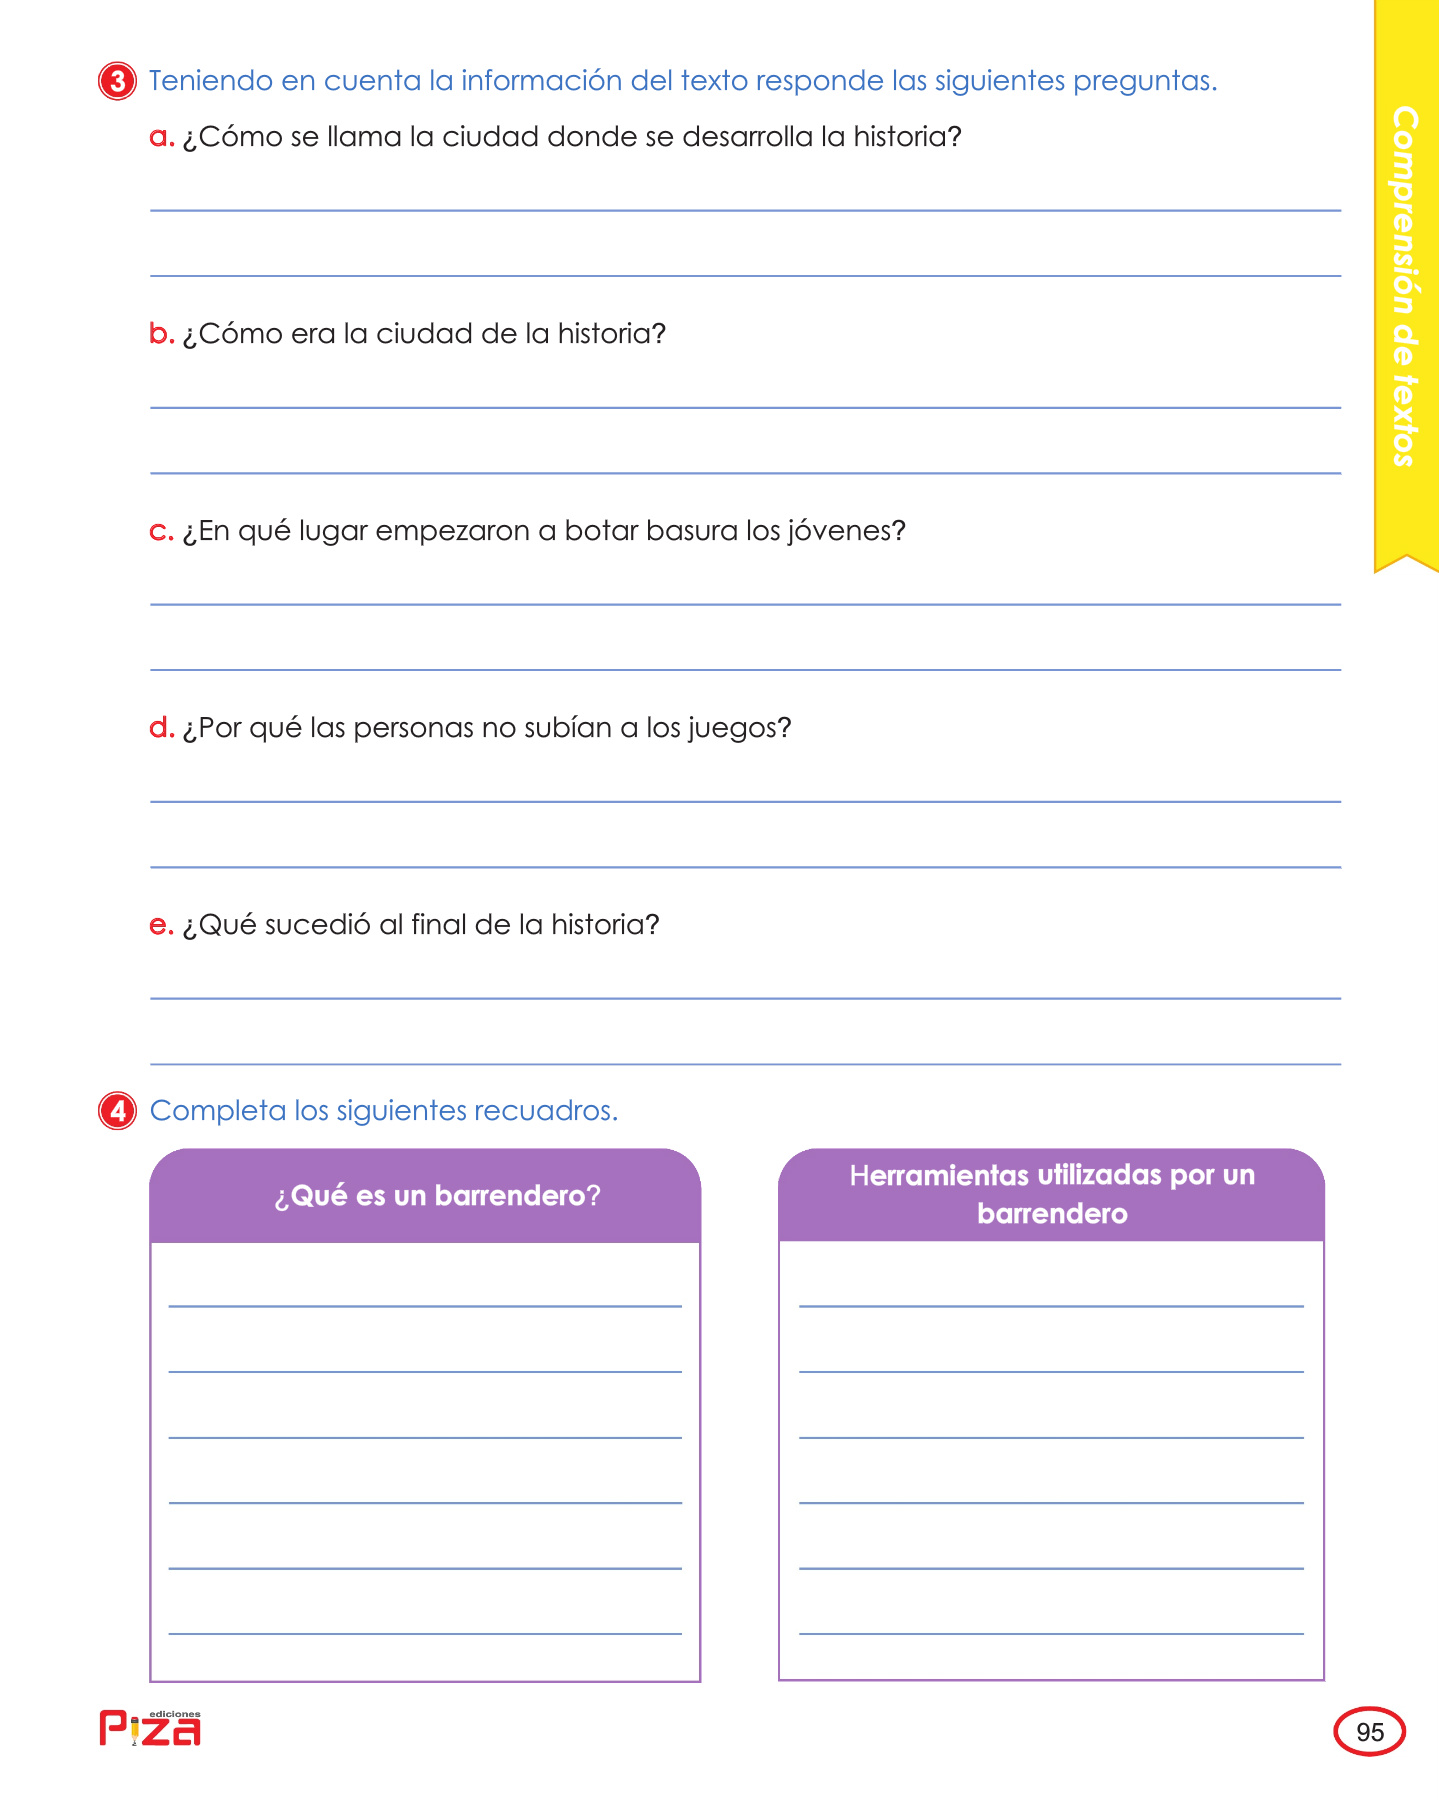 3 Teniendo en cuenta la información del texto responde las siguientes preguntas.
a. ¿Cómo se llama la ciudad donde se desarrolla la historia?
b. ¿Cómo era la ciudad de la historia?
c. ¿En qué lugar empezaron a botar basura los jóvenes?
d. ¿Por qué las personas no subían a los juegos?
e. ¿Qué sucedió al final de la historia?
4 Completa los siguientes recuadros.
¿Qué es un barrendero?
Herramientas utilizadas por un
barrendero
Comprensión de textos
ediciones
Piza
95